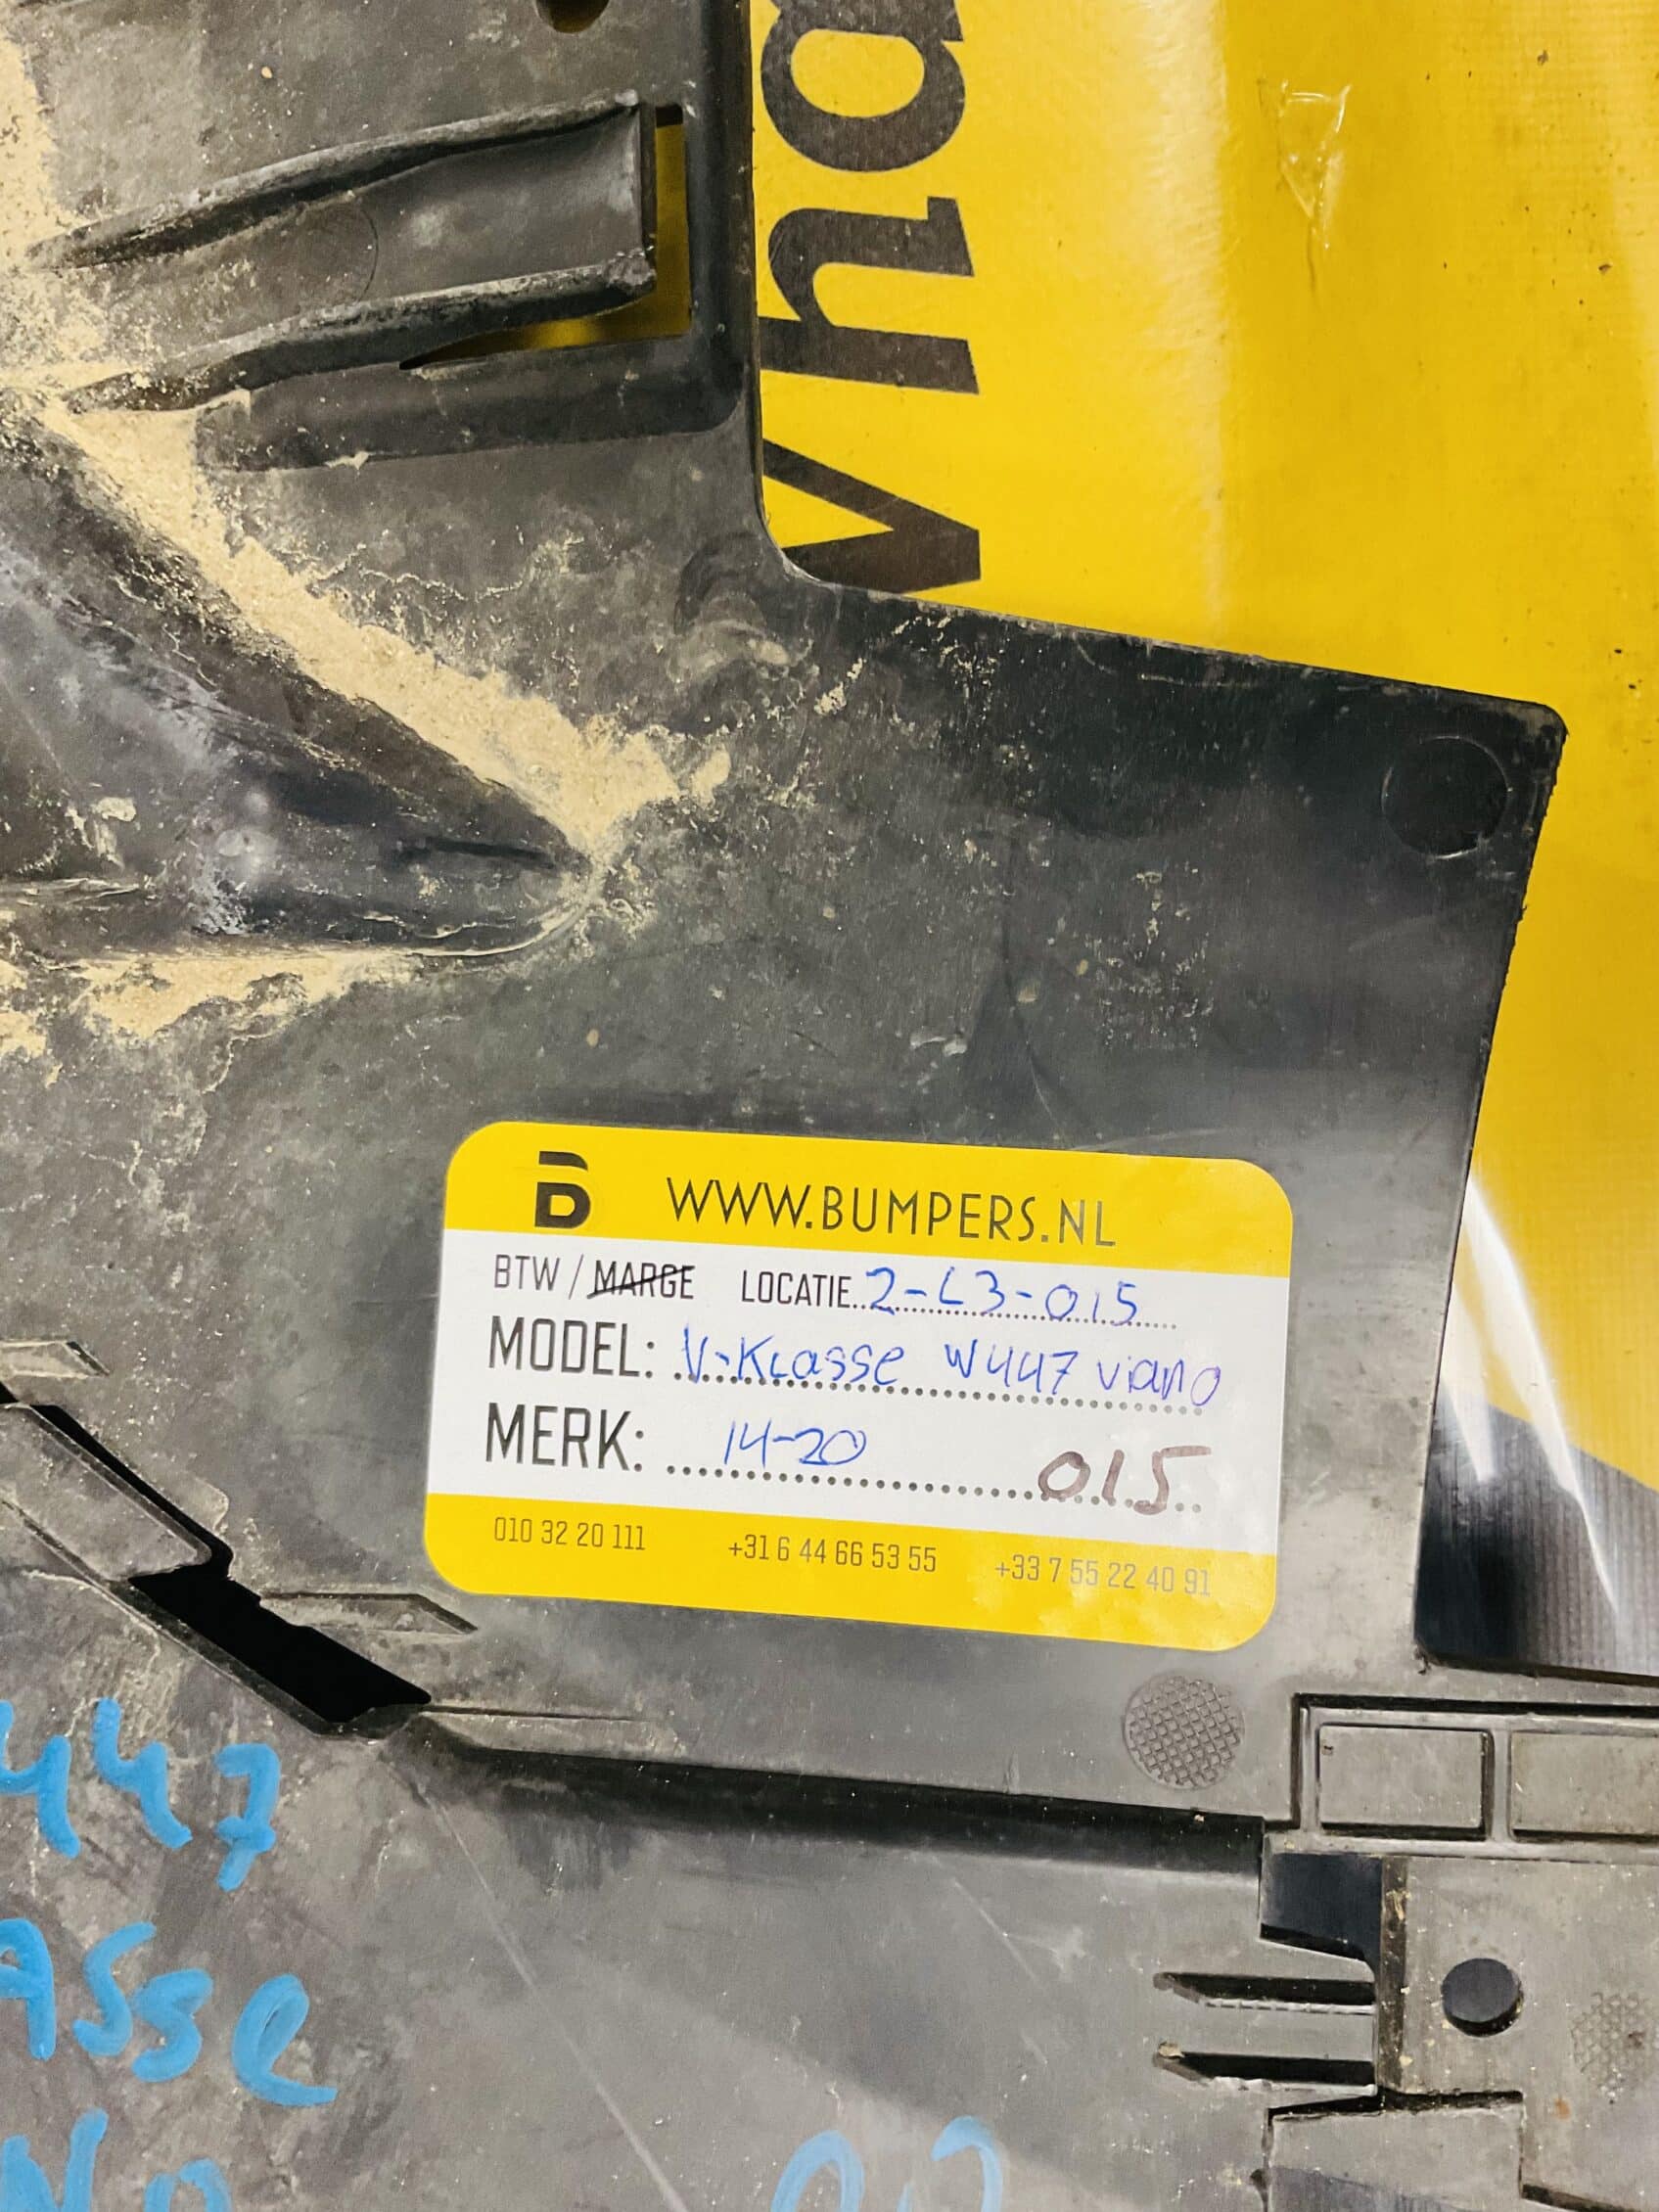 B WWW.BUMPERS.NL
BTW / MARGE LOCATIE 2-L3-015
MODEL: V-Klasse W447 viano
MERK: 14-20 015
010 32 20 111 +31 6 44 66 53 55 +33 7 55 22 40 91
447
Asse
NO